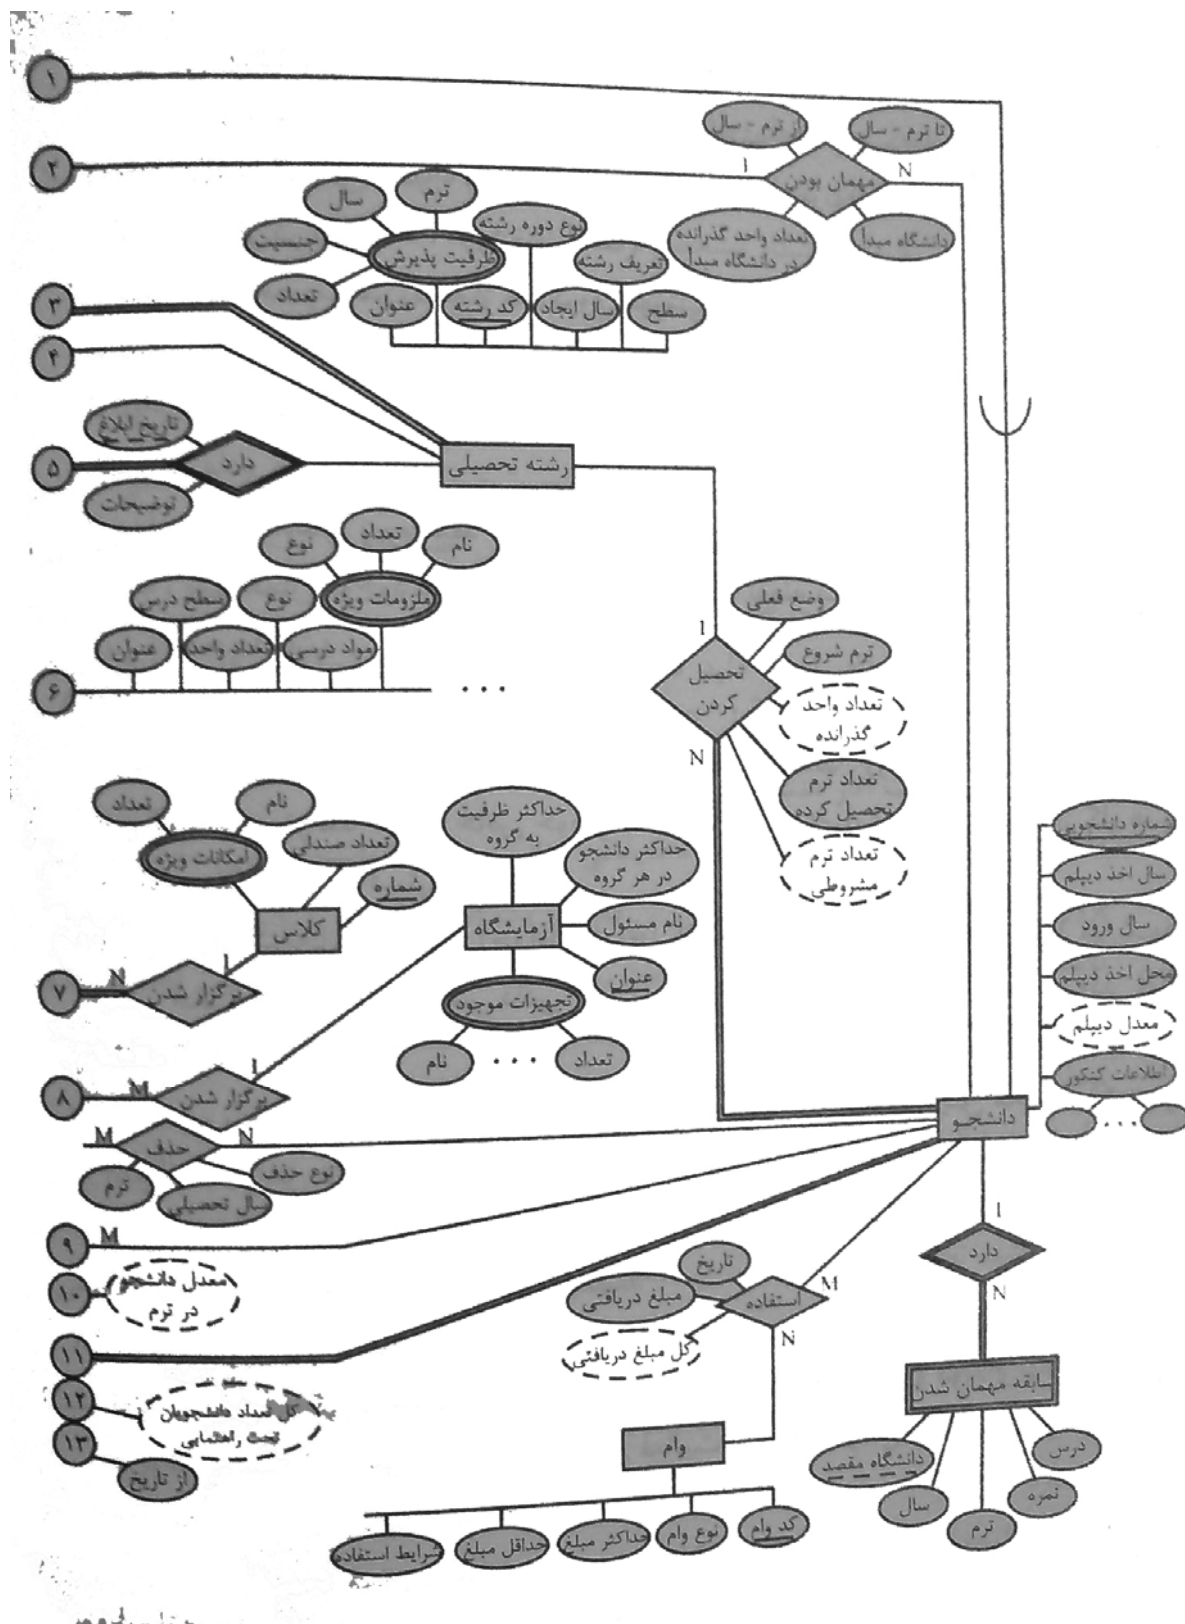 ۱
از ترم - سال
تا ترم - سال
۲
1
مهمان بودن
N
تعداد واحد گذرانده
در دانشگاه مبدأ
دانشگاه مبدأ
سال
ترم
نوع دوره رشته
جنسیت
ظرفیت پذیرش
تعریف رشته
تعداد
عنوان
کد رشته
سال ایجاد
سطح
۳
۴
تاریخ ابلاغ
۵
دارد
رشته تحصیلی
توضیحات
نوع
تعداد
نام
سطح درس
نوع
ملزومات ویژه
عنوان
تعداد واحد
مواد درسی
۶
...
وضع فعلی
1
ترم شروع
تحصیل
کردن
تعداد واحد
گذرانده
N
تعداد ترم
تحصیل کرده
تعداد ترم
مشروطی
تعداد
نام
امکانات ویژه
تعداد صندلی
شماره
کلاس
حداکثر ظرفیت
به گروه
حداکثر دانشجو
در هر گروه
آزمایشگاه
نام مسئول
عنوان
تجهیزات موجود
نام
...
تعداد
۷
N
برگزار شدن
1
۸
M
برگزار شدن
1
شماره دانشجویی
سال اخذ دیپلم
سال ورود
محل اخذ دیپلم
معدل دیپلم
اطلاعات کنکور
...
دانشجو
M
حذف
N
ترم
سال تحصیلی
نوع حذف
۹
M
۱۰
معدل دانشجو
در ترم
۱۱
۱۲
کل تعداد دانشجویان
تحت راهنمایی
۱۳
از تاریخ
تاریخ
مبلغ دریافتی
کل مبلغ دریافتی
استفاده
M
N
وام
شرایط استفاده
حداقل مبلغ
حداکثر مبلغ
نوع وام
کد وام
1
دارد
N
سابقه مهمان شدن
دانشگاه مقصد
سال
ترم
نمره
درس